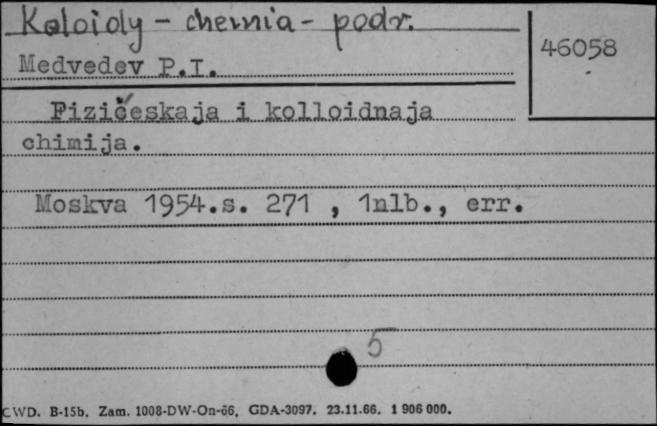 Koloidy - chemia - podr.
46058
Medvedev P.I.
Fizičeskaja i kolloidnaja
chimija.
Moskva 1954.s. 271 , 1nlb., err.
5
CWD. B-15b. Zam. 1008-DW-On-66, GDA-3097. 23.11.66. 1 906 000.